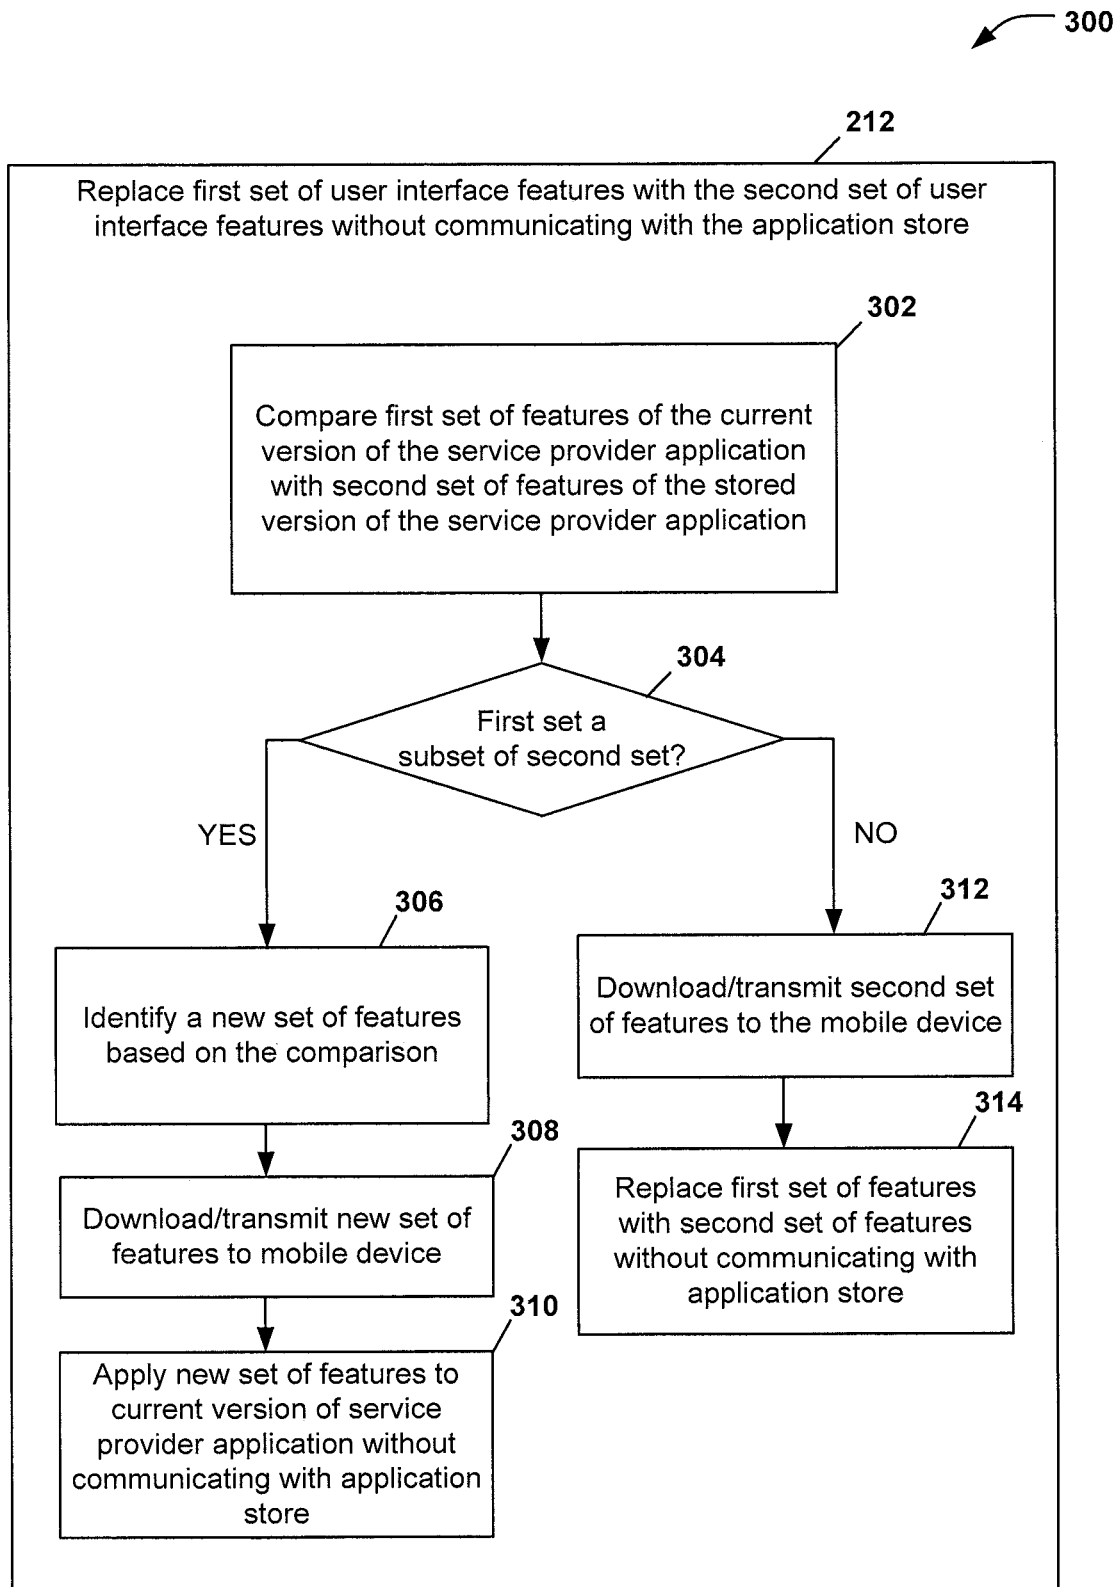 300
212
Replace first set of user interface features with the second set of user
interface features without communicating with the application store
302
Compare first set of features of the current
version of the service provider application
with second set of features of the stored
version of the service provider application
304
First set a
subset of second set?
YES
NO
306
Identify a new set of features
based on the comparison
312
Download/transmit second set
of features to the mobile device
308
Download/transmit new set of
features to mobile device
314
Replace first set of features
with second set of features
without communicating with
application store
310
Apply new set of features to
current version of service
provider application without
communicating with application
store